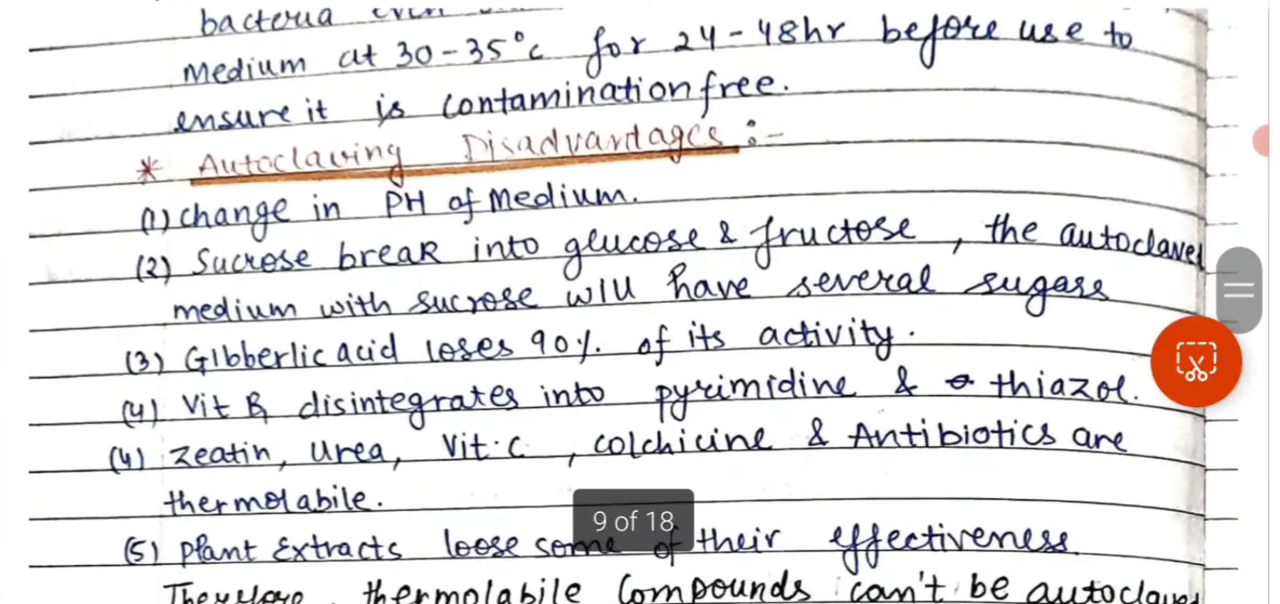 bacteria even
medium at 30-35°c for 24-48hr before use to
ensure it is contamination free.
* Autoclaving Disadvantages :-
(1) change in PH of medium.
(2) Sucrose break into glucose & fructose , the autoclaved
medium with sucrose will have several sugars
(3) Gibberlic acid loses 90% of its activity.
(4) Vit B₁ disintegrates into pyrimidine & thiazol.
(4) Zeatin, Urea, Vit.C , colchicine & Antibiotics are
thermolabile.
9 of 18
(5) Plant Extracts loose some of their effectiveness
Therefore thermolabile Compounds can't be autoclaved